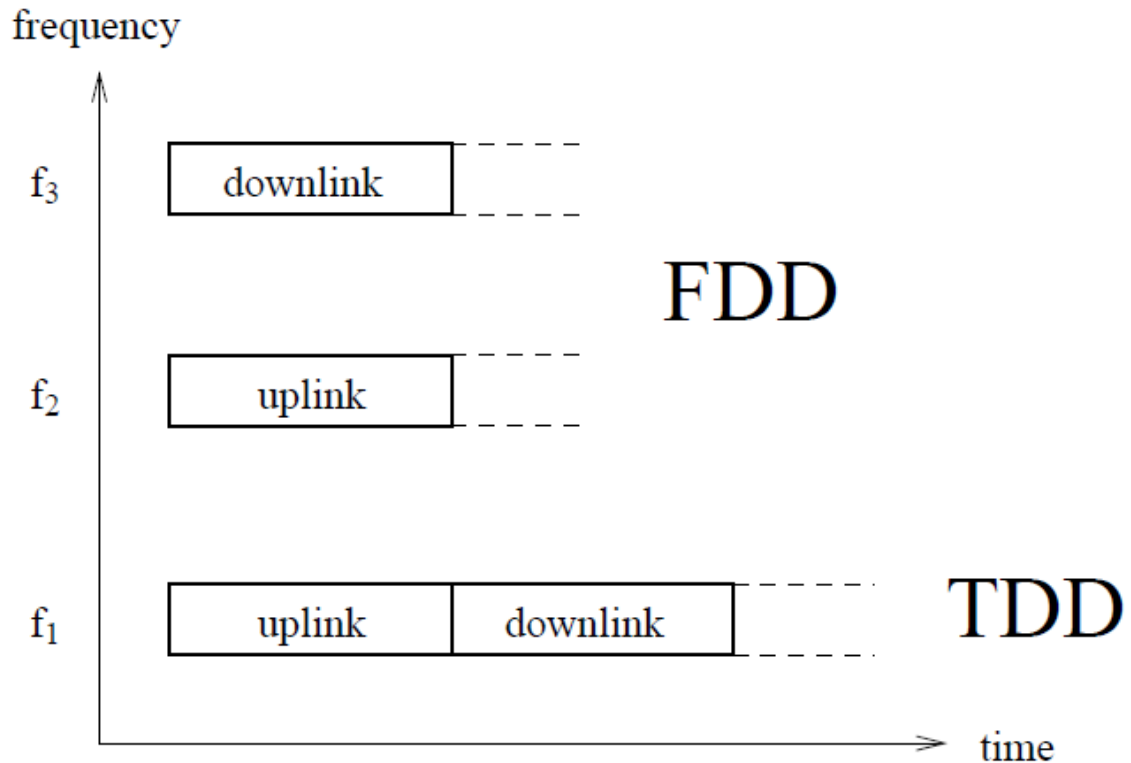 frequency
f3
downlink
FDD
f2
uplink
f1
uplink
downlink
TDD
time